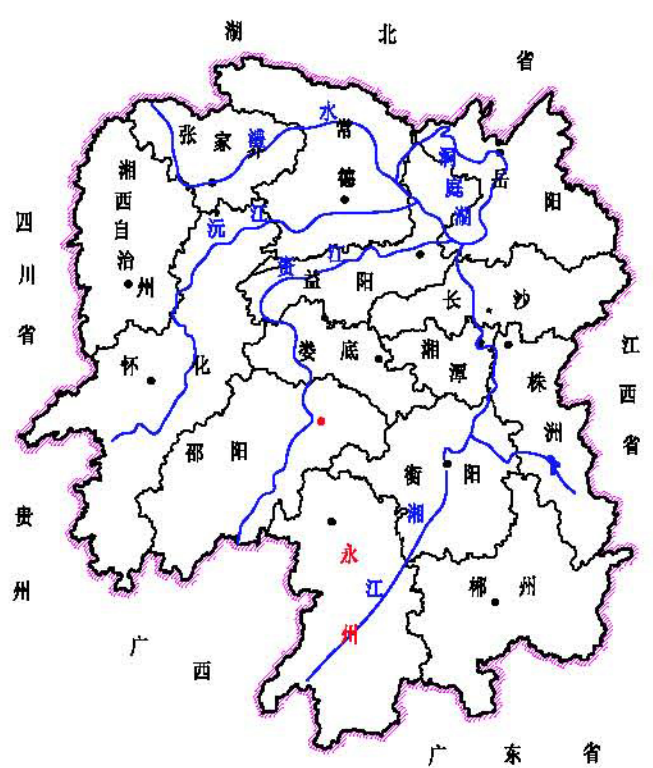 湖 北 省
张 家 界
澧 水
常 德
洞 庭 湖
岳 阳
湘 西 自 治 州
沅 江
资 江
益 阳
长 沙
四 川 省
怀 化
娄 底
湘 潭
株 洲
江 西 省
邵 阳
衡 阳
湘 江
贵 州
永 州
郴 州
广 西
广 东 省